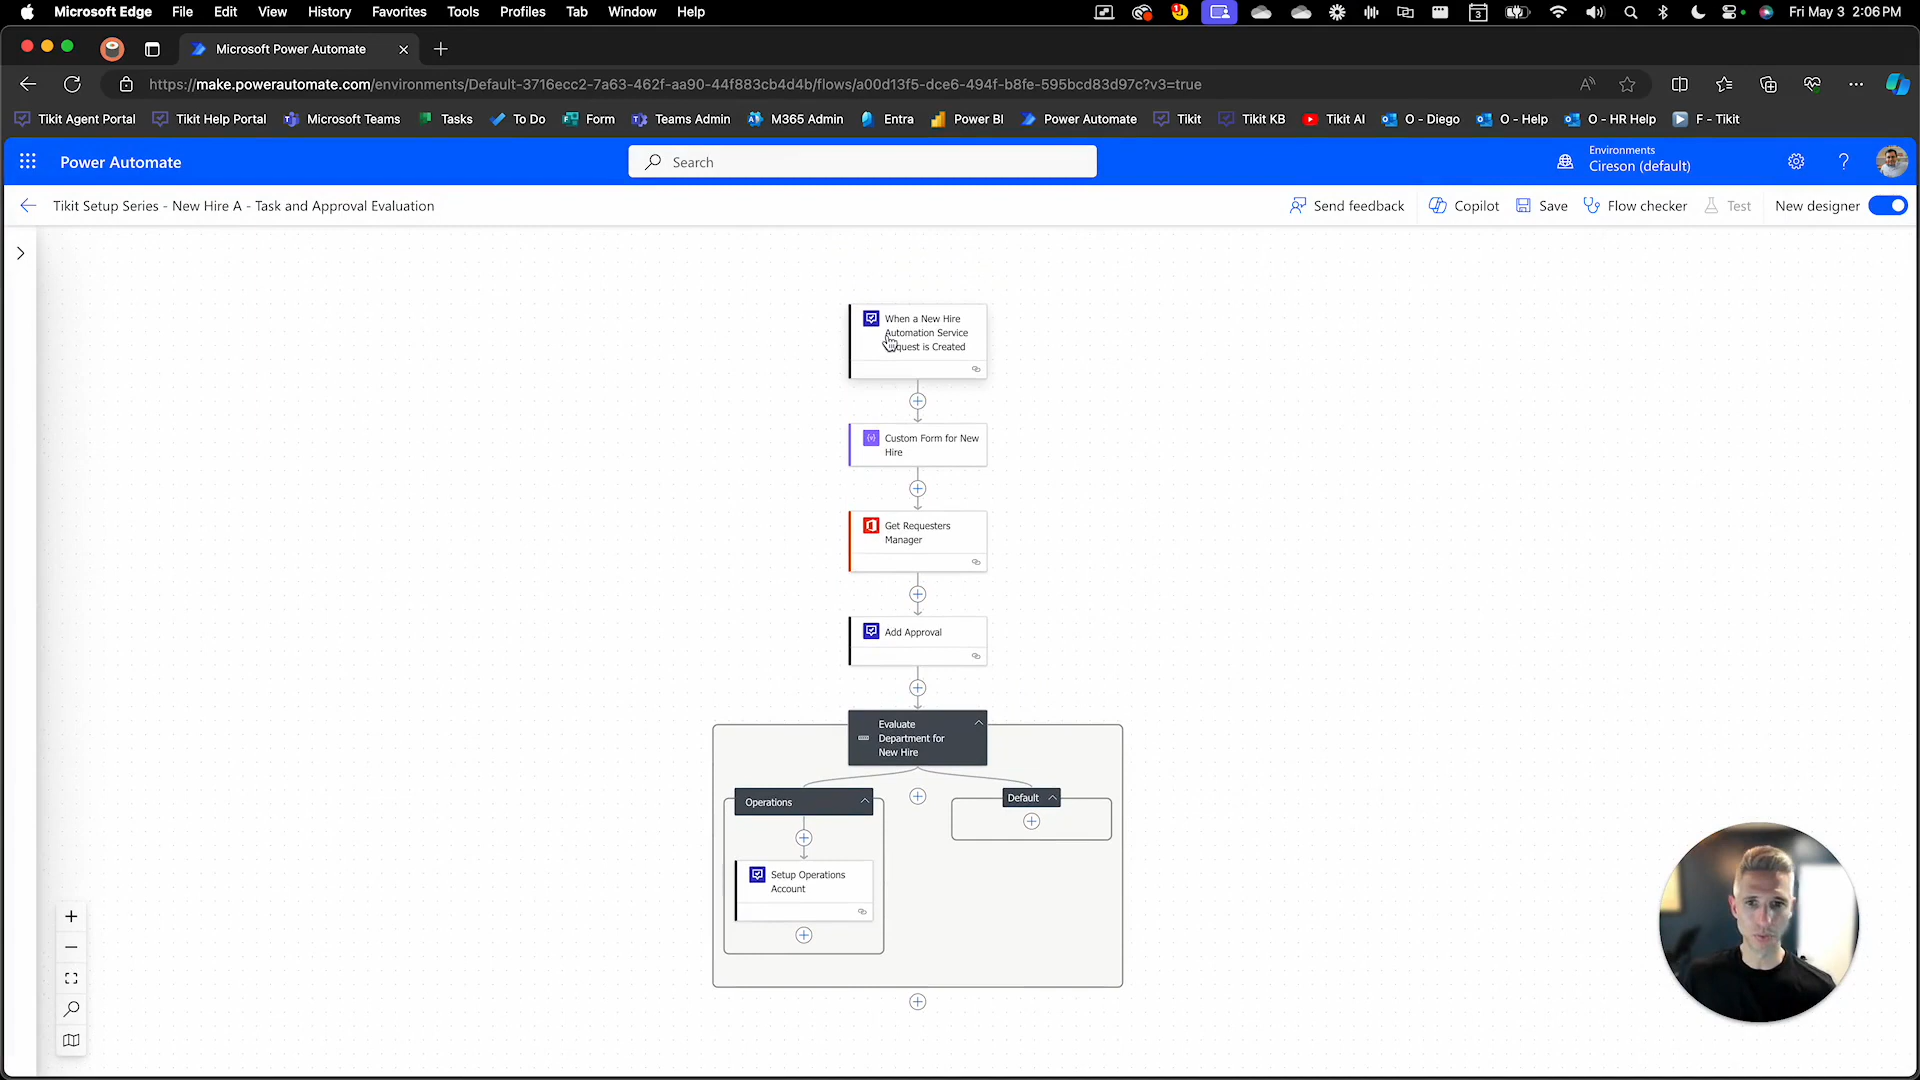 Microsoft Edge File Edit View History Favorites Tools Profiles Tab Window Help
3 Fri May 3 2:06 PM
Microsoft Power Automate
https://make.powerautomate.com/environments/Default-3716ecc2-7a63-462f-aa90-44f883cb4d4b/flows/a00d13f5-dce6-494f-b8fe-595bcd83d97c?v3=true
Tikit Agent Portal Tikit Help Portal Microsoft Teams Tasks To Do Form Teams Admin M365 Admin Entra Power BI Power Automate Tikit Tikit KB Tikit AI O - Diego O - Help O - HR Help F - Tikit
Power Automate
Search
Environments
Cireson (default)
?
Tikit Setup Series - New Hire A - Task and Approval Evaluation
Send feedback Copilot Save Flow checker Test New designer
When a New Hire
Automation Service
quest is Created
Custom Form for New
Hire
Get Requesters
Manager
Add Approval
Evaluate
Department for
New Hire
Operations
Default
Setup Operations
Account